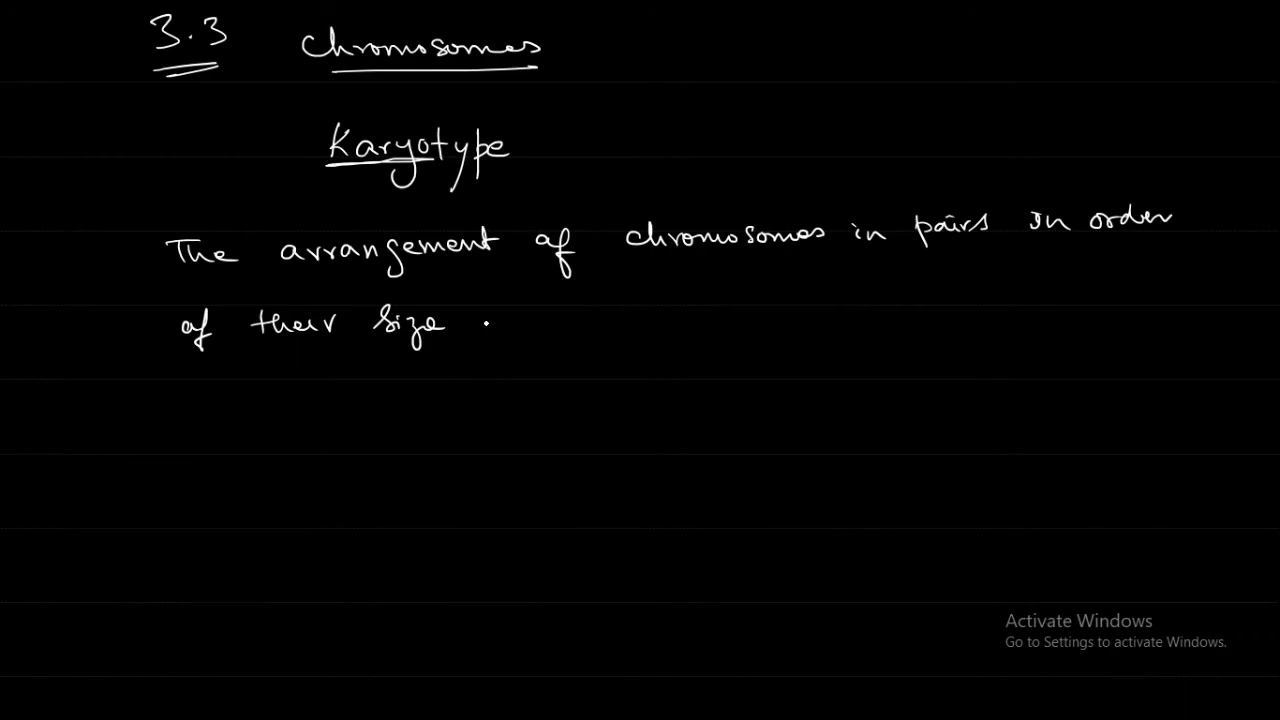 3.3 Chromosomes
Karyotype
The arrangement of chromosomes in pairs in order
of their size .
Activate Windows
Go to Settings to activate Windows.